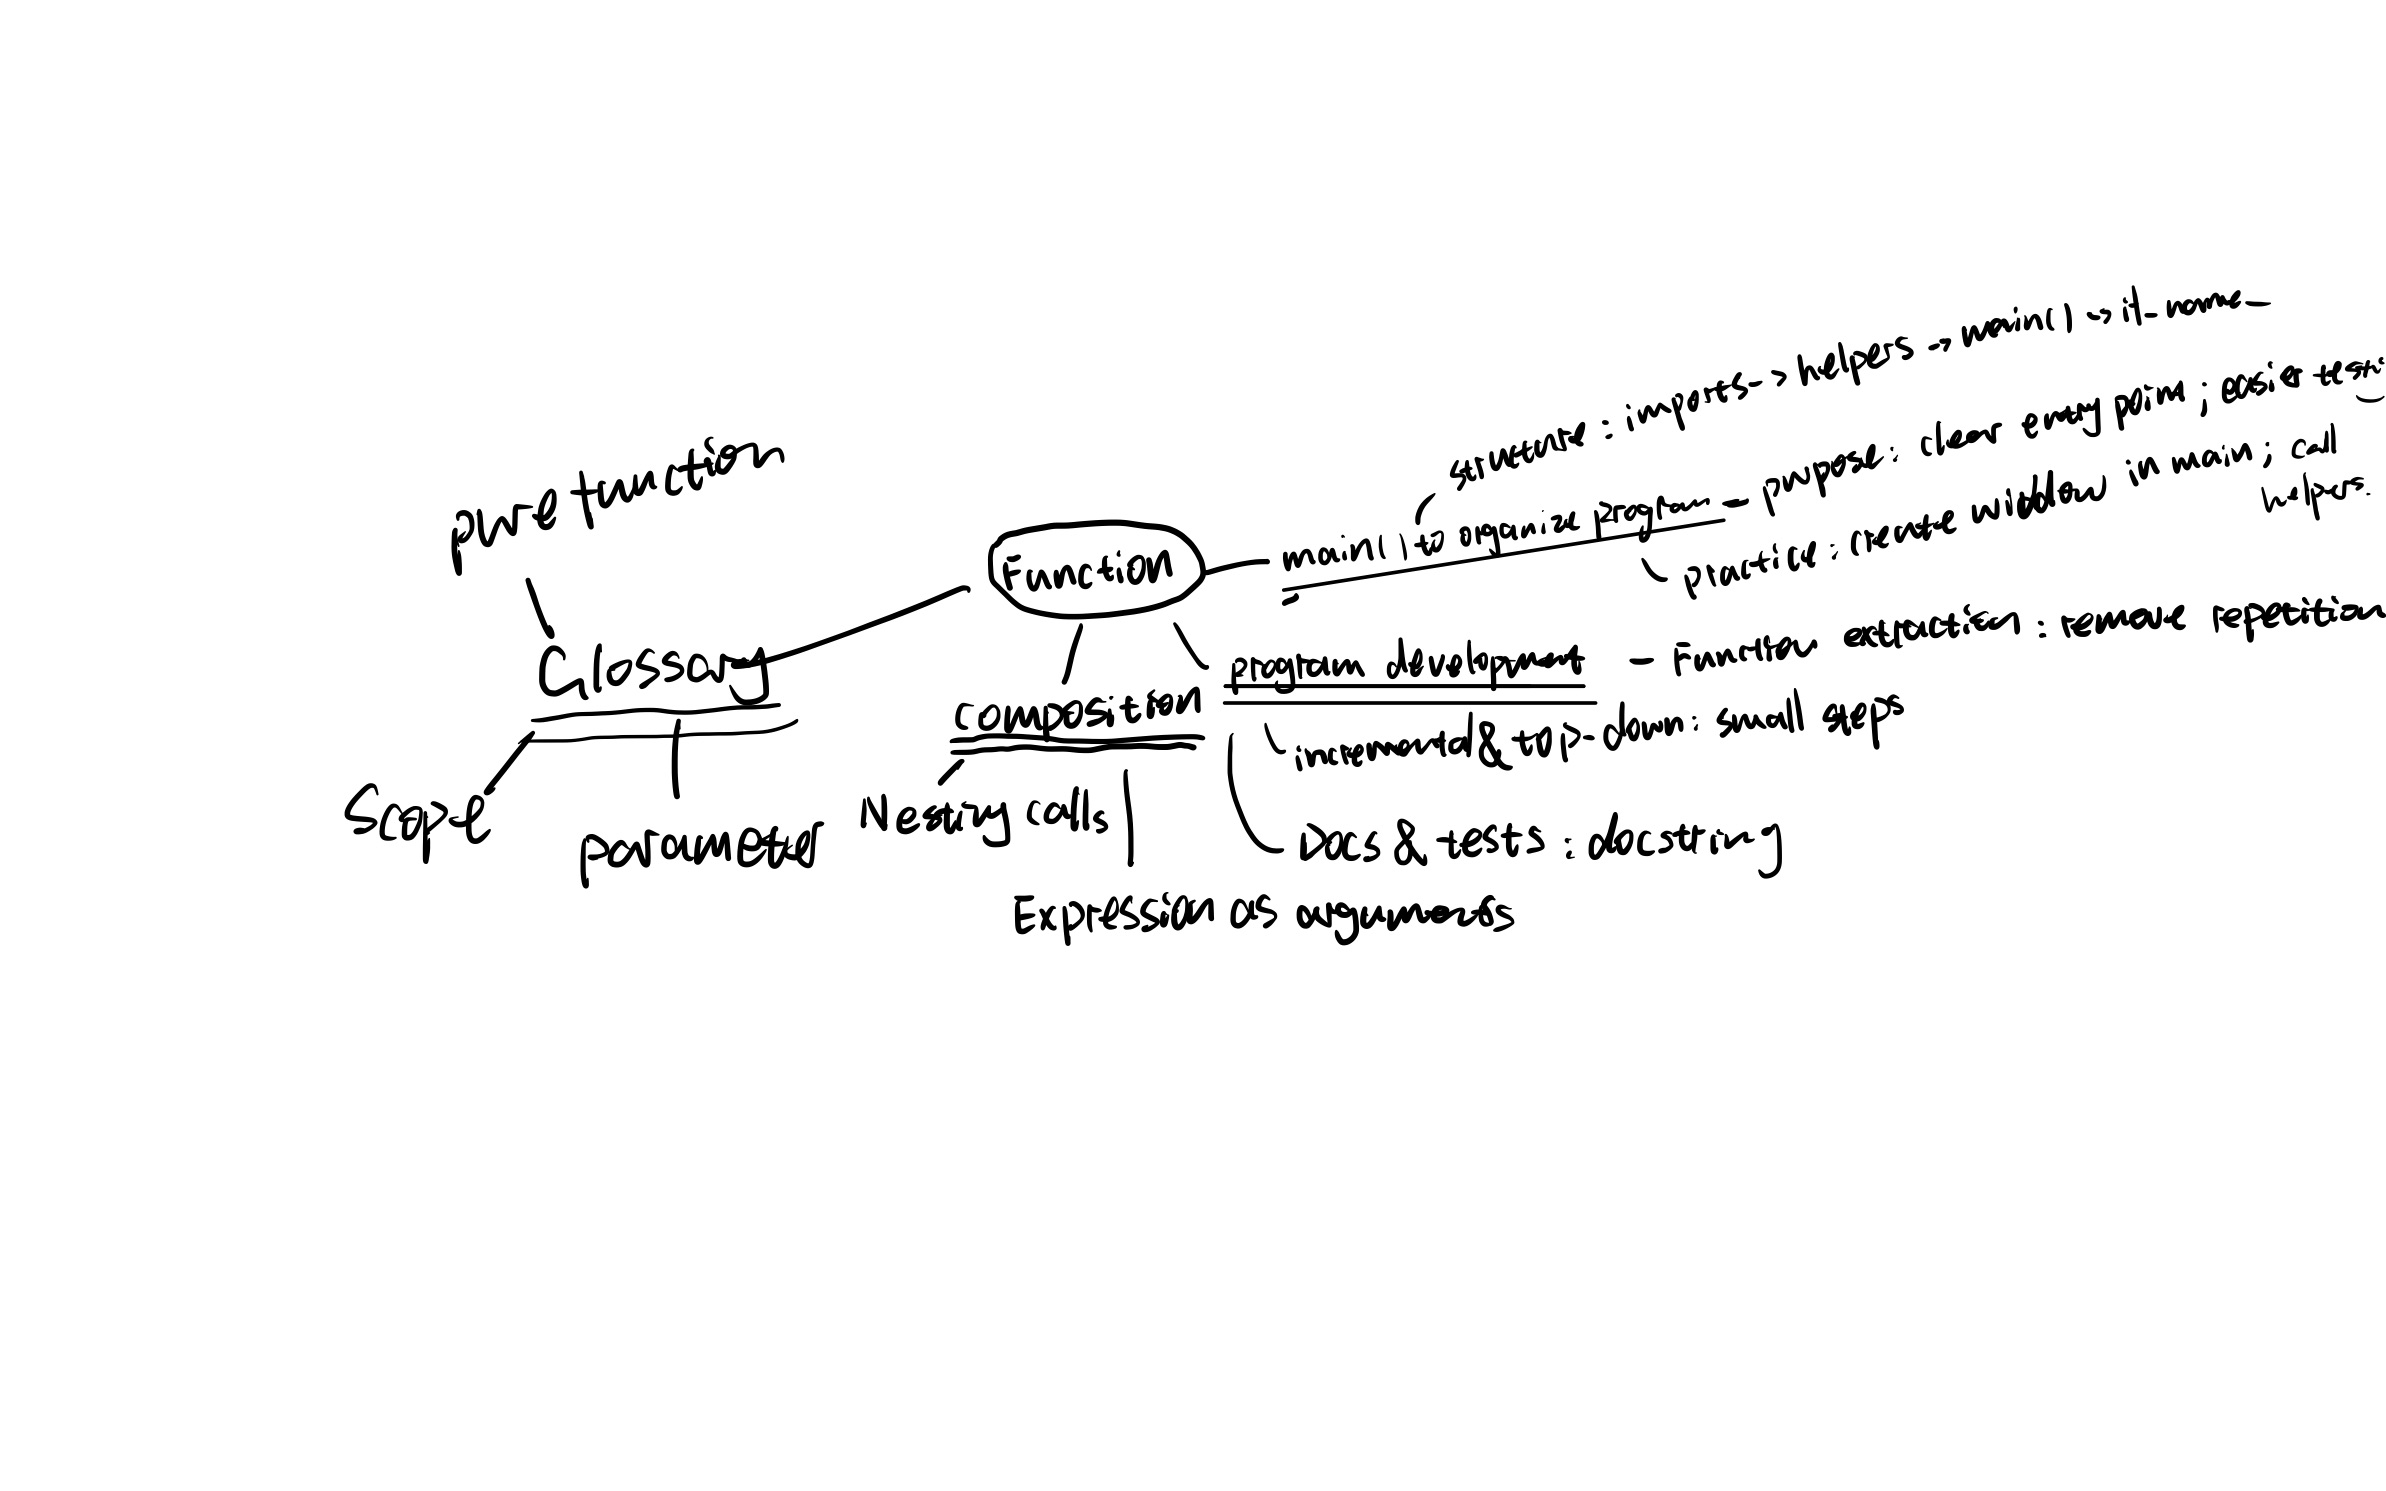 structure : imports -> helpers -> main() -> if_name_
main() to organize program - purpose : clear entry point ; easier testi
practice : create window in main ; call
helpers.
pure function
Function
Glossary
program development - Function extraction : remove repetition
composition
incremental & top-down : small steps
Scope
parameter
Nesting calls
Docs & tests : docstring
Expression as arguments